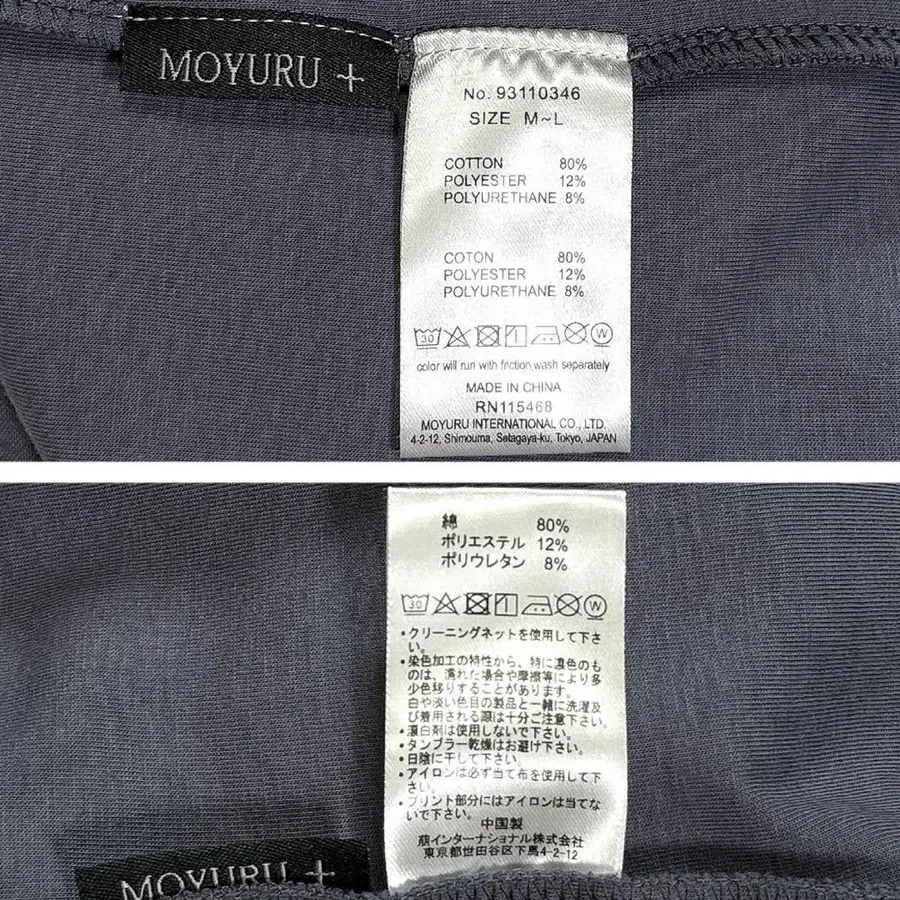 MOYURU +
No. 93110346
SIZE M~L
COTTON 80%
POLYESTER 12%
POLYURETHANE 8%
COTON 80%
POLYESTER 12%
POLYURETHANE 8%
30
W
color will run with friction wash separately
MADE IN CHINA
RN115468
MOYURU INTERNATIONAL CO., LTD.
4-2-12, Shimouma, Setagaya-ku, Tokyo, JAPAN
綿 80%
ポリエステル 12%
ポリウレタン 8%
30
W
・クリーニングネットを使用して下さ
い。
・染色加工の特性から、特に濃色のも
のは、濡れた場合や摩擦等により多
少色移りすることがあります。
白や淡い色目の製品と一緒に洗濯及
び着用される際は十分ご注意下さい。
・漂白剤は使用しないで下さい。
・タンブラー乾燥はお避け下さい。
・日陰に干して下さい。
・アイロンは必ず当て布を使用して下
さい。
・プリント部分にはアイロンは当てな
いで下さい。
中国製
萠インターナショナル株式会社
東京都世田谷区下馬4-2-12
MOYURU +